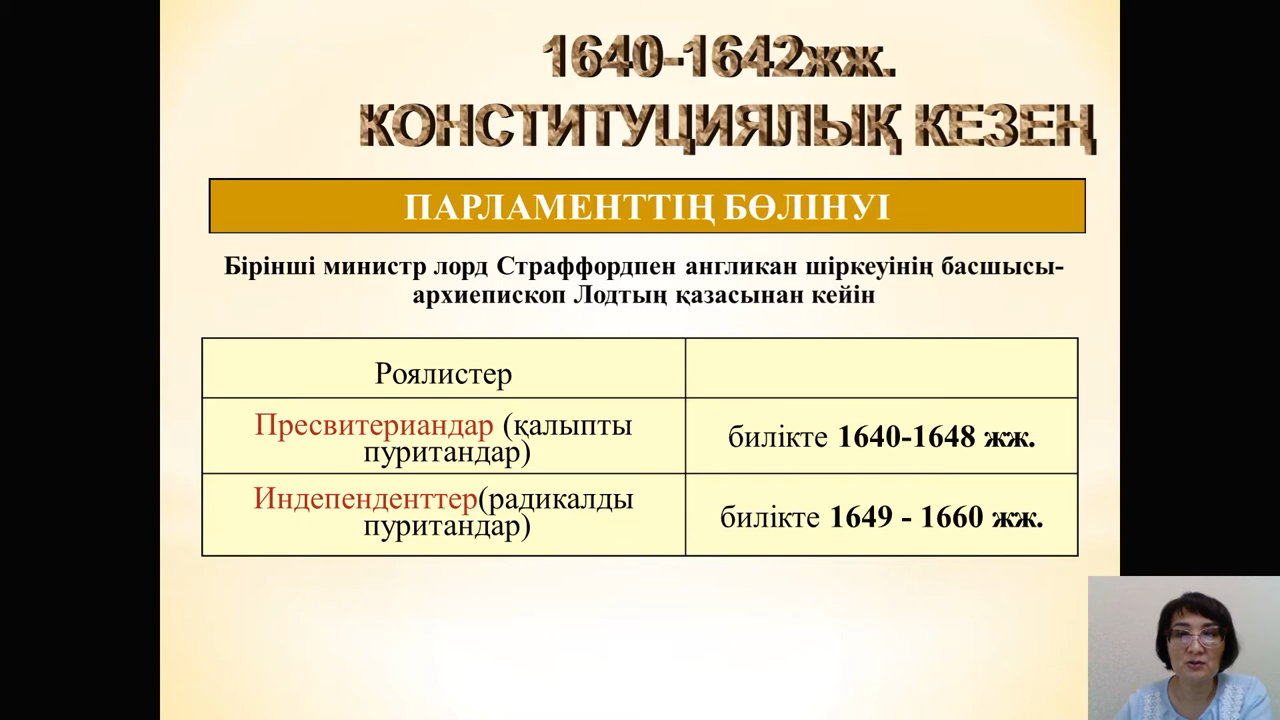 1640-1642жж.
КОНСТИТУЦИЯЛЫҚ КЕЗЕҢ
ПАРЛАМЕНТТІҢ БӨЛІНУІ
Бірінші министр лорд Страффордпен англикан шіркеуінің басшысы-
архиепископ Лодтың қазасынан кейін
Роялистер
Пресвитериандар (қалыпты
пуритандар)
билікте 1640-1648 жж.
Индепенденттер(радикалды
пуритандар)
билікте 1649 - 1660 жж.